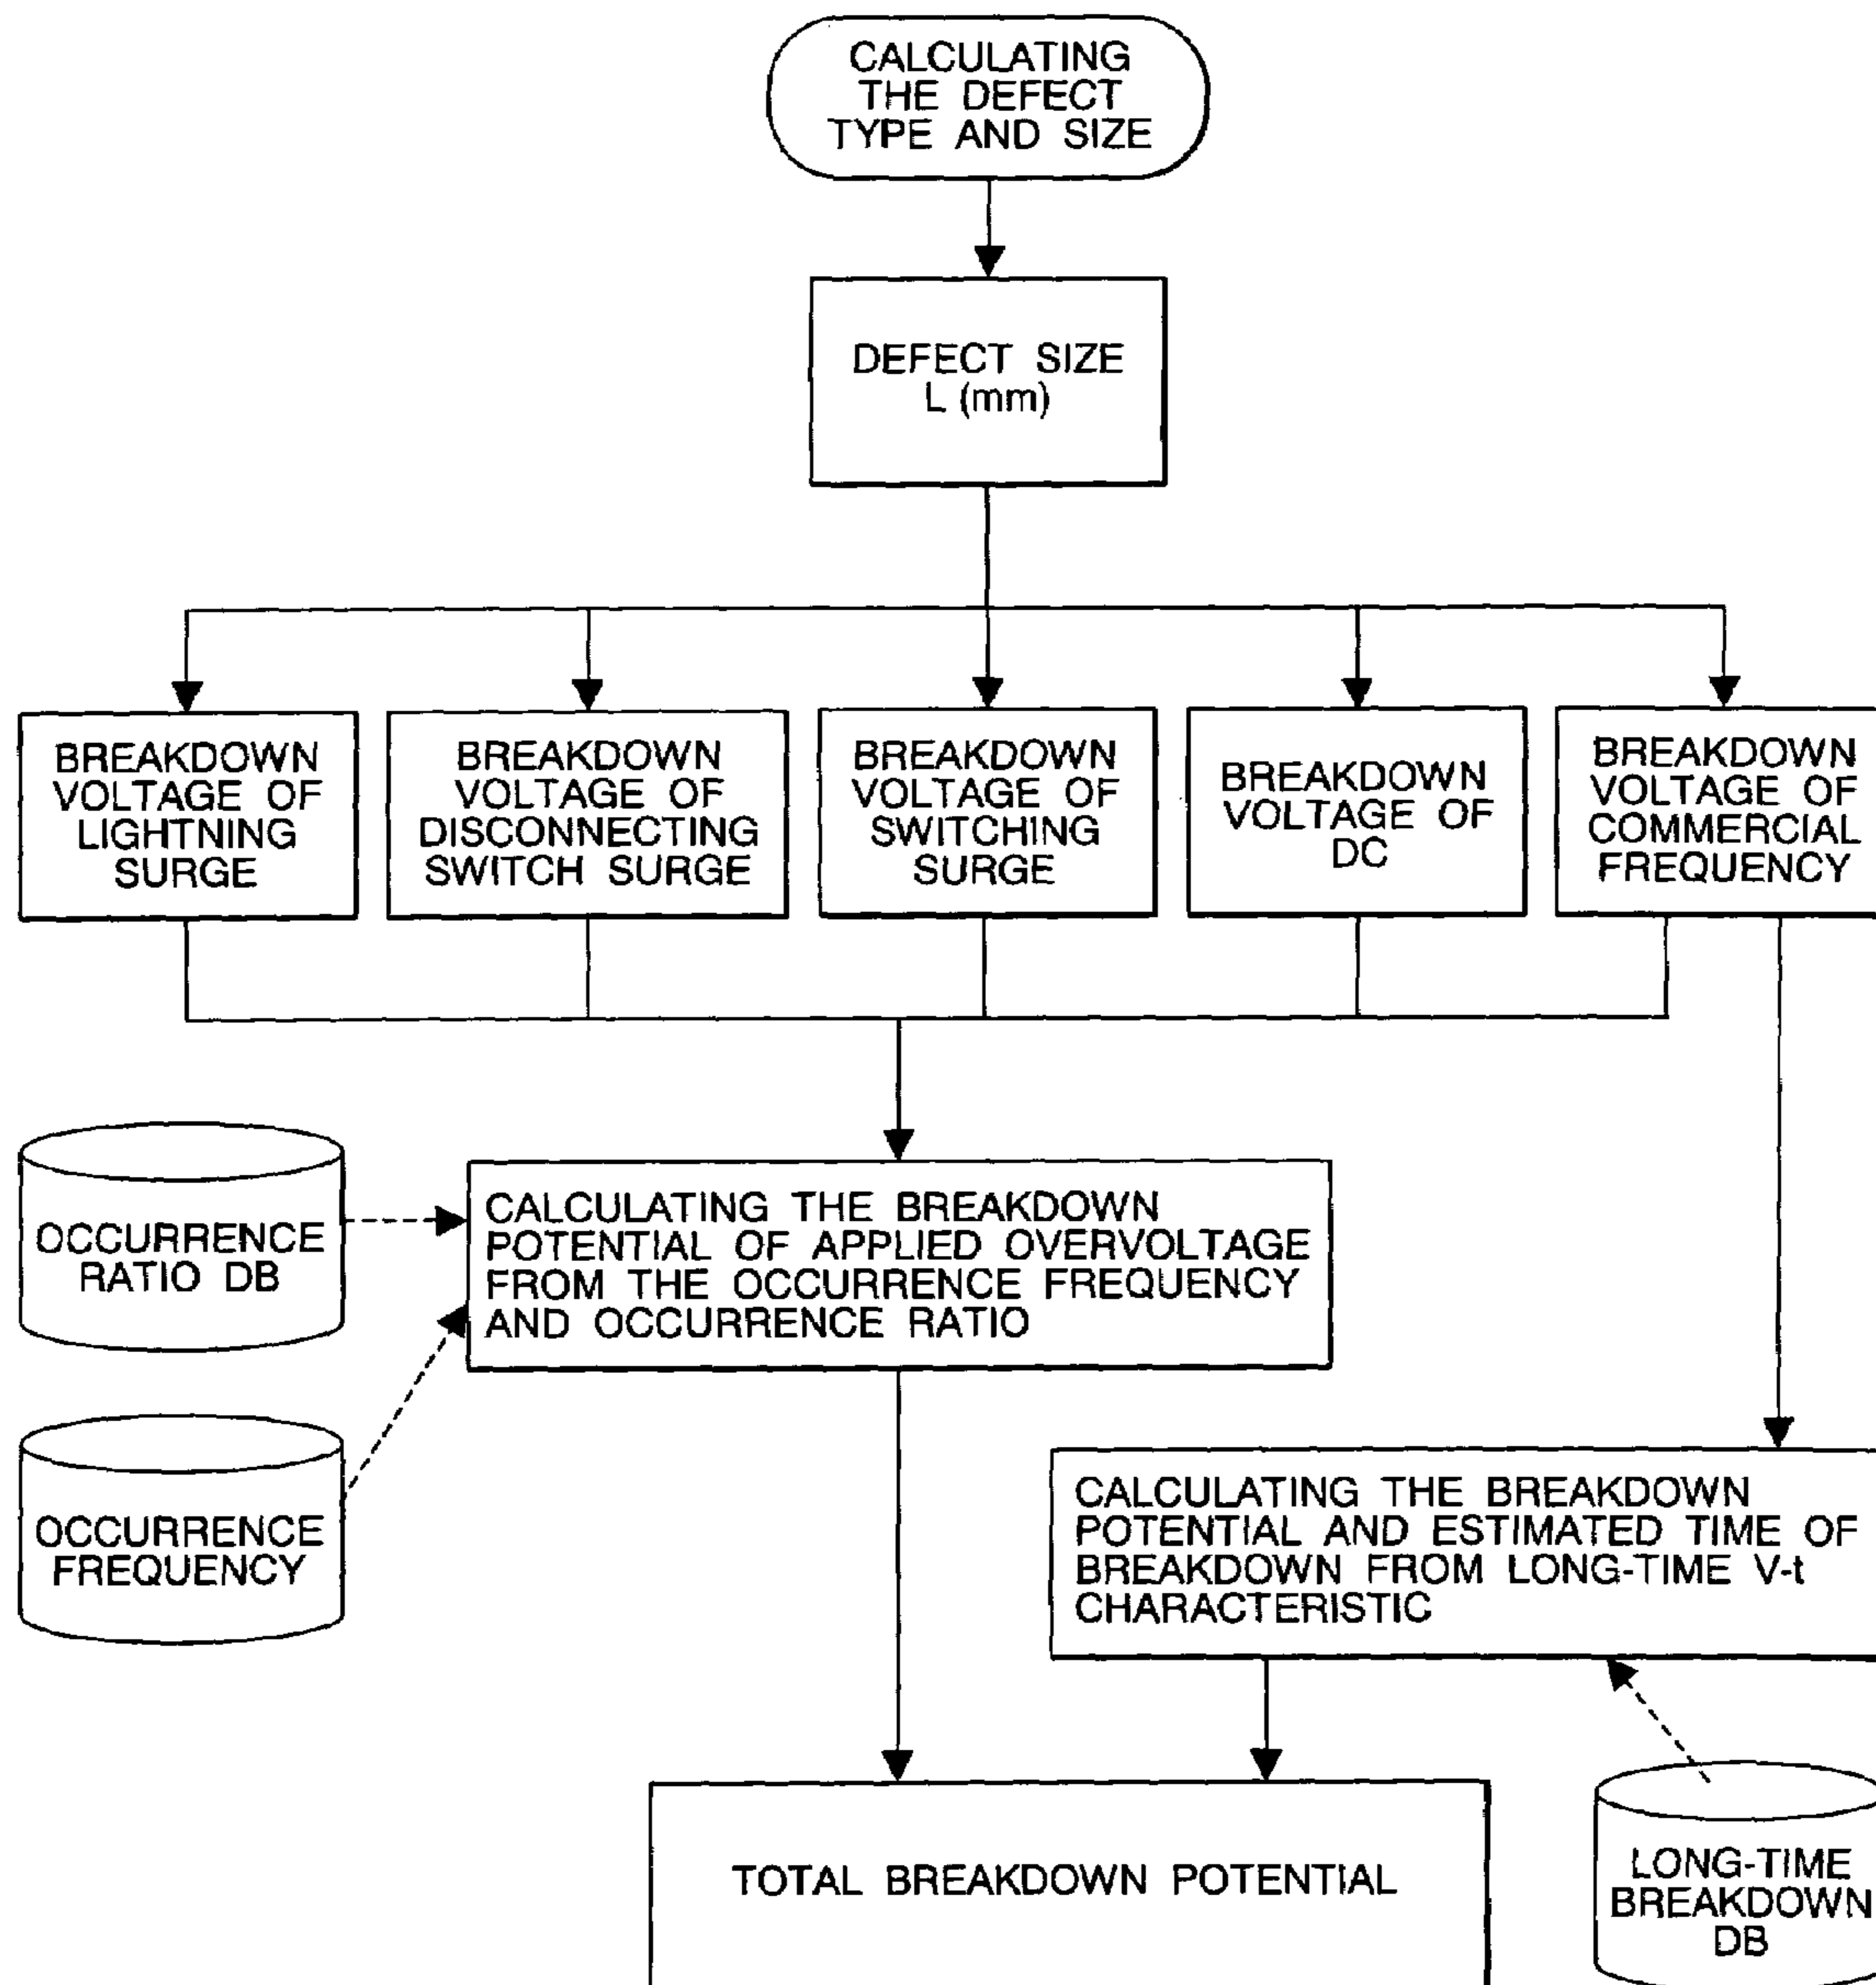 CALCULATING
THE DEFECT
TYPE AND SIZE
DEFECT SIZE
L (mm)
BREAKDOWN
VOLTAGE OF
LIGHTNING
SURGE
BREAKDOWN
VOLTAGE OF
DISCONNECTING
SWITCH SURGE
BREAKDOWN
VOLTAGE OF
SWITCHING
SURGE
BREAKDOWN
VOLTAGE OF
DC
BREAKDOWN
VOLTAGE OF
COMMERCIAL
FREQUENCY
OCCURRENCE
RATIO DB
CALCULATING THE BREAKDOWN
POTENTIAL OF APPLIED OVERVOLTAGE
FROM THE OCCURRENCE FREQUENCY
AND OCCURRENCE RATIO
OCCURRENCE
FREQUENCY
CALCULATING THE BREAKDOWN
POTENTIAL AND ESTIMATED TIME OF
BREAKDOWN FROM LONG-TIME V-t
CHARACTERISTIC
TOTAL BREAKDOWN POTENTIAL
LONG-TIME
BREAKDOWN
DB